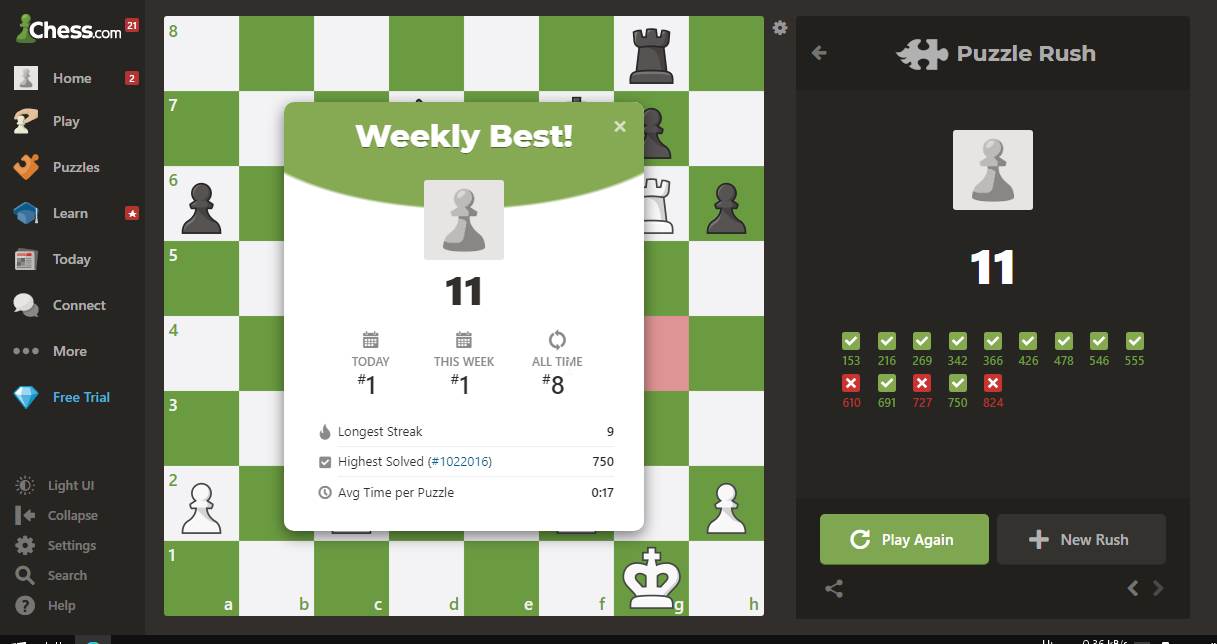 Chess.com 21
Home 2
Play
Puzzles
Learn
Today
Connect
More
Free Trial
Light UI
Collapse
Settings
Search
Help
8
7
6
5
4
3
2
1
a b c d e f g h
Weekly Best!
×
11
TODAY THIS WEEK ALL TIME
#1 #1 #8
Longest Streak 9
Highest Solved (#1022016) 750
Avg Time per Puzzle 0:17
Puzzle Rush
11
153 216 269 342 366 426 478 546 555
610 691 727 750 824
Play Again
New Rush